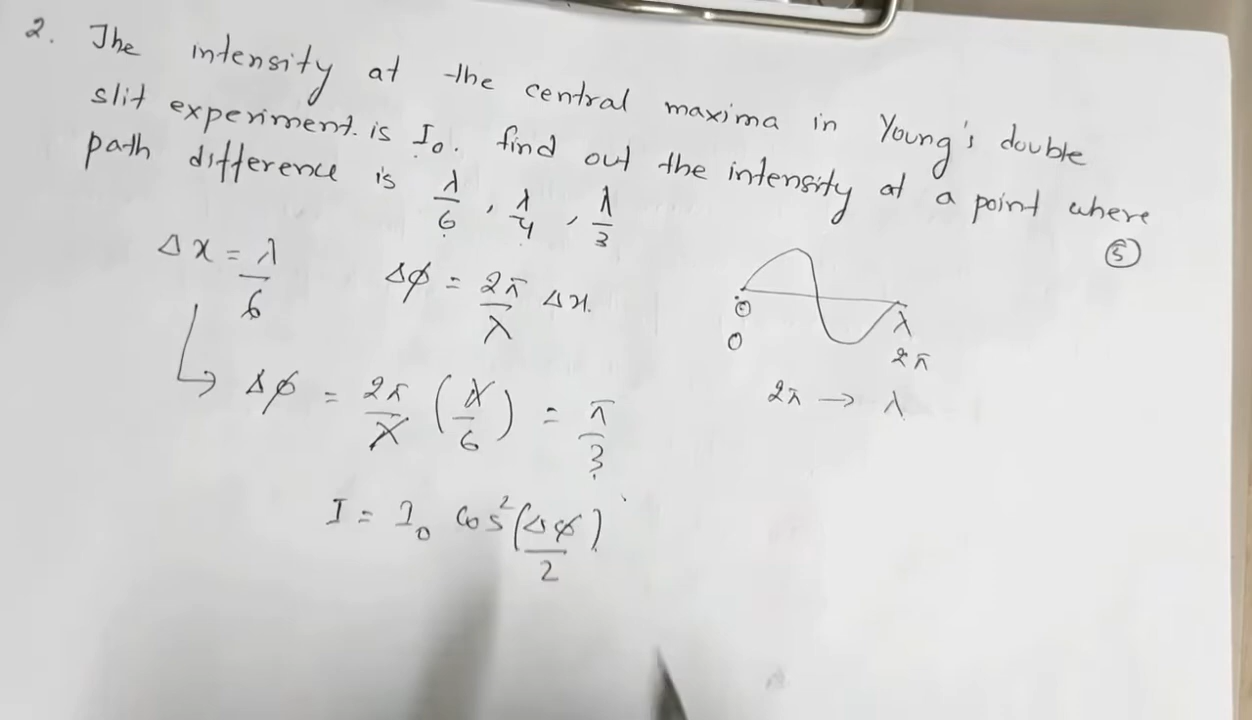 2. The intensity at the central maxima in Young's double
slit experiment. is I₀. find out the intensity at a point where
path difference is λ/6, λ/4, λ/3
⑤
Δx = λ/6 Δφ = 2π/λ Δx.
0 λ
0 2π
2π → λ
↳ Δφ = 2π/λ (λ/6) = π/3
I = I₀ cos²(Δφ/2)